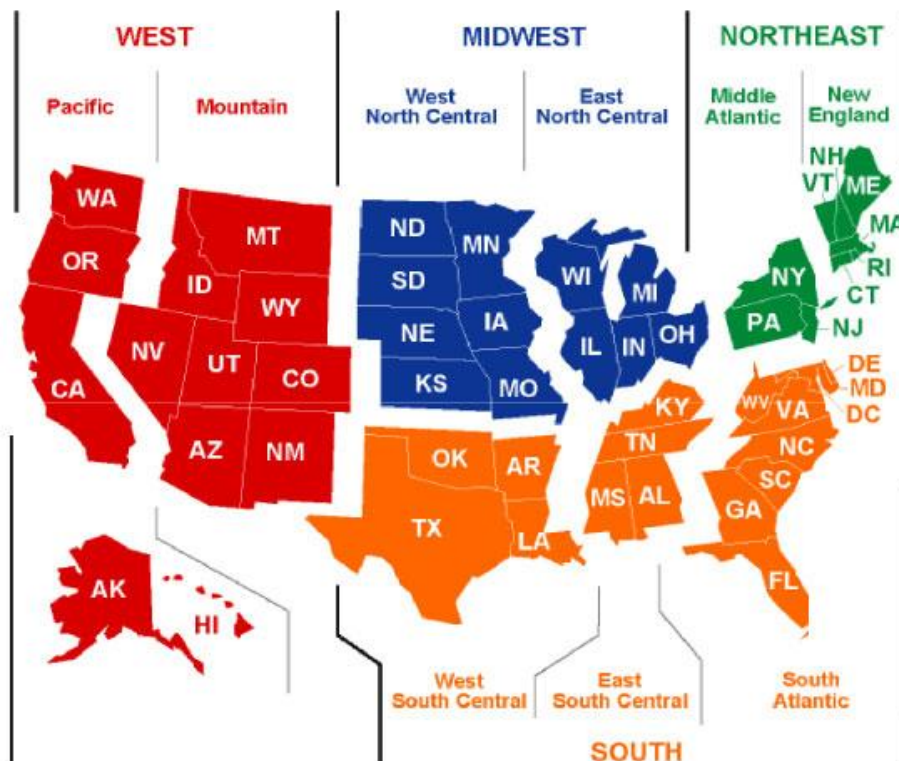 WEST
MIDWEST
NORTHEAST
Pacific
Mountain
West
North Central
East
North Central
Middle
Atlantic
New
England
NH
VT
ME
MA
RI
CT
NY
PA
NJ
WA
OR
CA
MT
ID
WY
NV
UT
CO
AZ
NM
ND
SD
NE
KS
MN
IA
MO
WI
MI
IL
IN
OH
DE
MD
DC
WV
VA
KY
TN
NC
SC
OK
AR
MS
AL
GA
TX
LA
FL
AK
HI
West
South Central
East
South Central
South
Atlantic
SOUTH